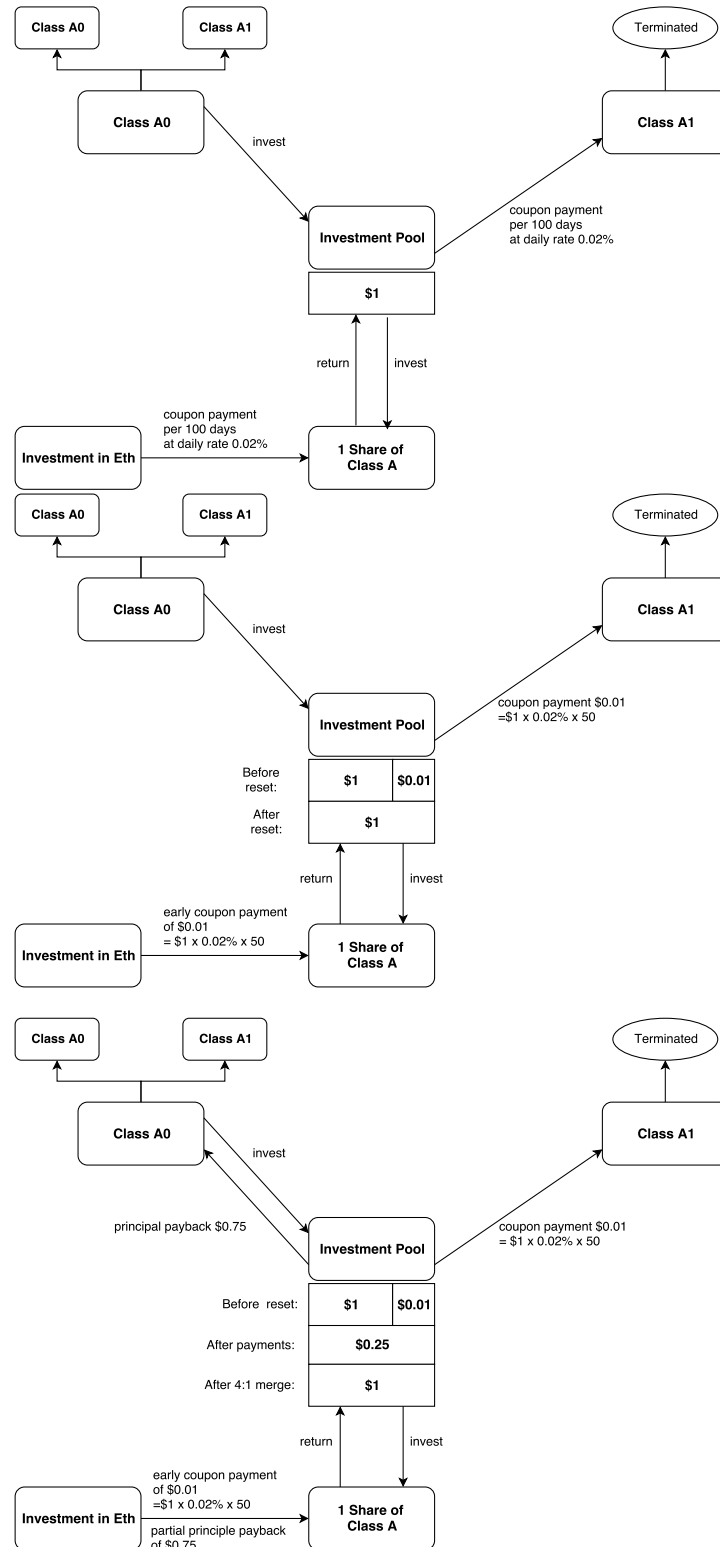 Class A0
Class A1
Terminated
Class A0
Class A1
invest
Investment Pool
coupon payment
per 100 days
at daily rate 0.02%
$1
return
invest
coupon payment
per 100 days
at daily rate 0.02%
Investment in Eth
1 Share of
Class A
Class A0
Class A1
Terminated
Class A0
Class A1
invest
Investment Pool
coupon payment $0.01
=$1 x 0.02% x 50
Before
reset:
$1
$0.01
After
reset:
$1
return
invest
early coupon payment
of $0.01
= $1 x 0.02% x 50
Investment in Eth
1 Share of
Class A
Class A0
Class A1
Terminated
Class A0
Class A1
invest
principal payback $0.75
Investment Pool
coupon payment $0.01
= $1 x 0.02% x 50
Before reset:
$1
$0.01
After payments:
$0.25
After 4:1 merge:
$1
return
invest
early coupon payment
of $0.01
=$1 x 0.02% x 50
Investment in Eth
1 Share of
Class A
partial principle payback
of $0.75